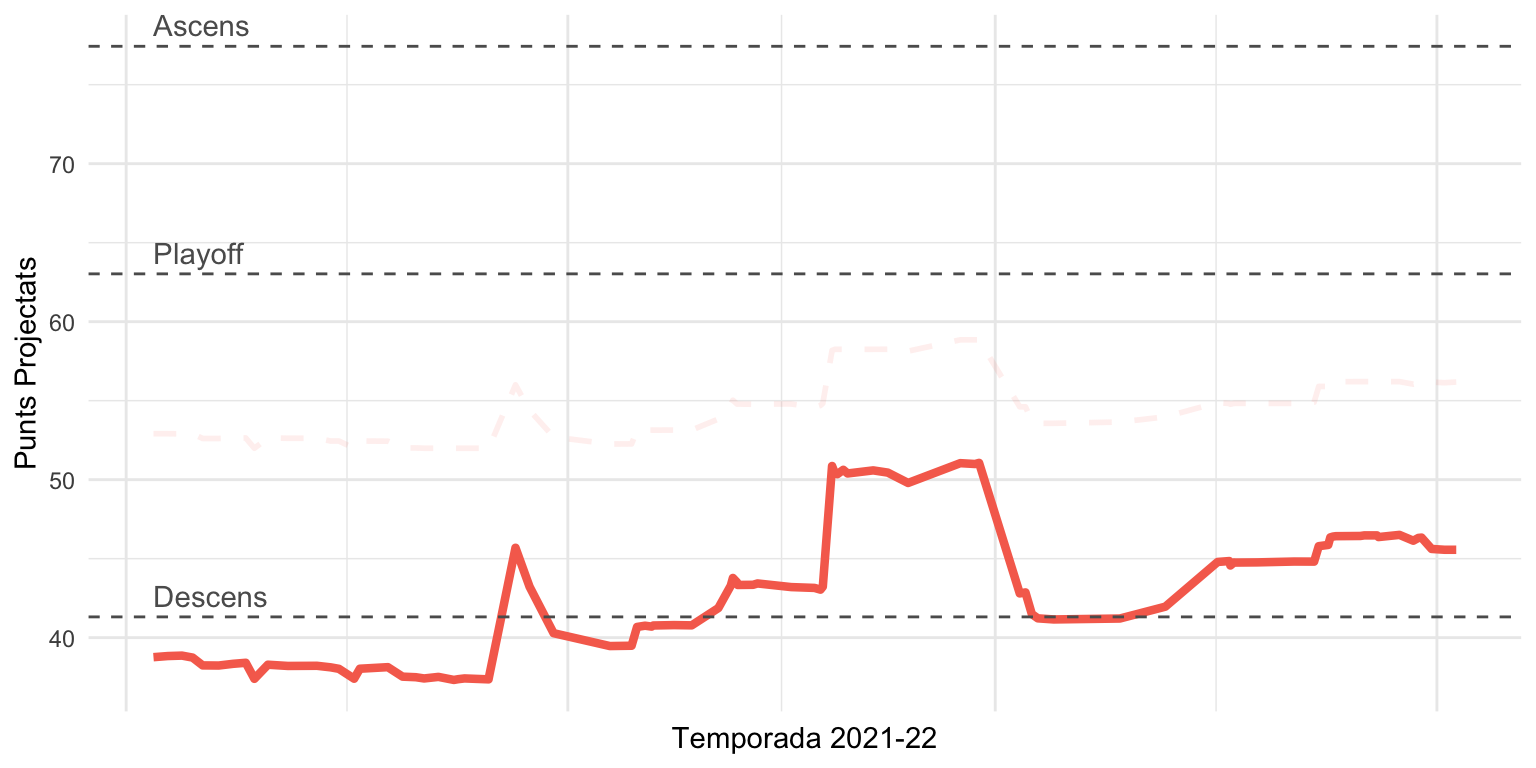 Ascens
70
Playoff
60
50
Descens
40
Punts Projectats
Temporada 2021-22